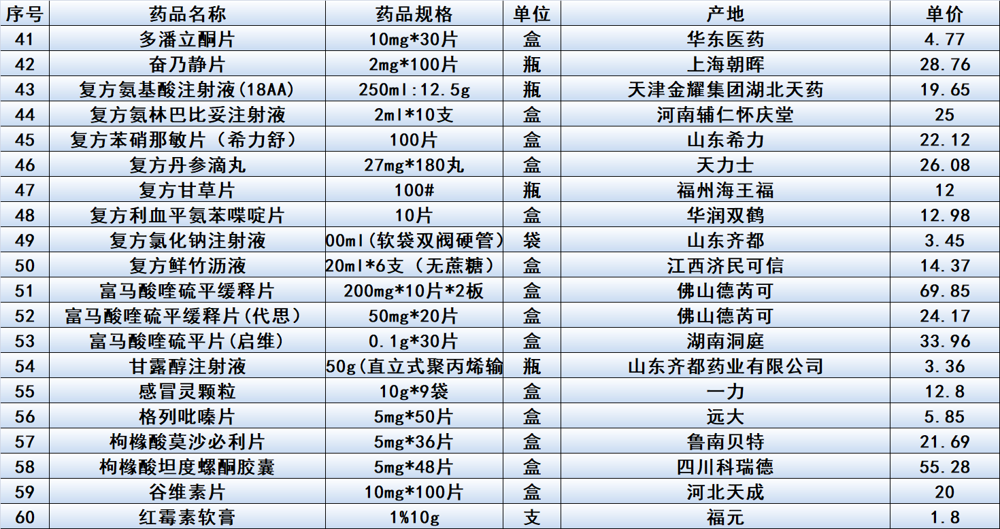 序号 药品名称 药品规格 单位 产地 单价
41 多潘立酮片 10mg*30片 盒 华东医药 4.77
42 奋乃静片 2mg*100片 瓶 上海朝晖 28.76
43 复方氨基酸注射液(18AA) 250ml:12.5g 瓶 天津金耀集团湖北天药 19.65
44 复方氨林巴比妥注射液 2ml*10支 盒 河南辅仁怀庆堂 25
45 复方苯硝那敏片（希力舒） 100片 盒 山东希力 22.12
46 复方丹参滴丸 27mg*180丸 盒 天力士 26.08
47 复方甘草片 100# 瓶 福州海王福 12
48 复方利血平氨苯喋啶片 10片 盒 华润双鹤 12.98
49 复方氯化钠注射液 00ml(软袋双阀硬管） 袋 山东齐都 3.45
50 复方鲜竹沥液 20ml*6支（无蔗糖） 盒 江西济民可信 14.37
51 富马酸喹硫平缓释片 200mg*10片*2板 盒 佛山德芮可 69.85
52 富马酸喹硫平缓释片(代思） 50mg*20片 盒 佛山德芮可 24.17
53 富马酸喹硫平片(启维） 0.1g*30片 盒 湖南洞庭 33.96
54 甘露醇注射液 50g(直立式聚丙烯输 瓶 山东齐都药业有限公司 3.36
55 感冒灵颗粒 10g*9袋 盒 一力 12.8
56 格列吡嗪片 5mg*50片 盒 远大 5.85
57 枸橼酸莫沙必利片 5mg*36片 盒 鲁南贝特 21.69
58 枸橼酸坦度螺酮胶囊 5mg*48片 盒 四川科瑞德 55.28
59 谷维素片 10mg*100片 盒 河北天成 20
60 红霉素软膏 1%10g 支 福元 1.8